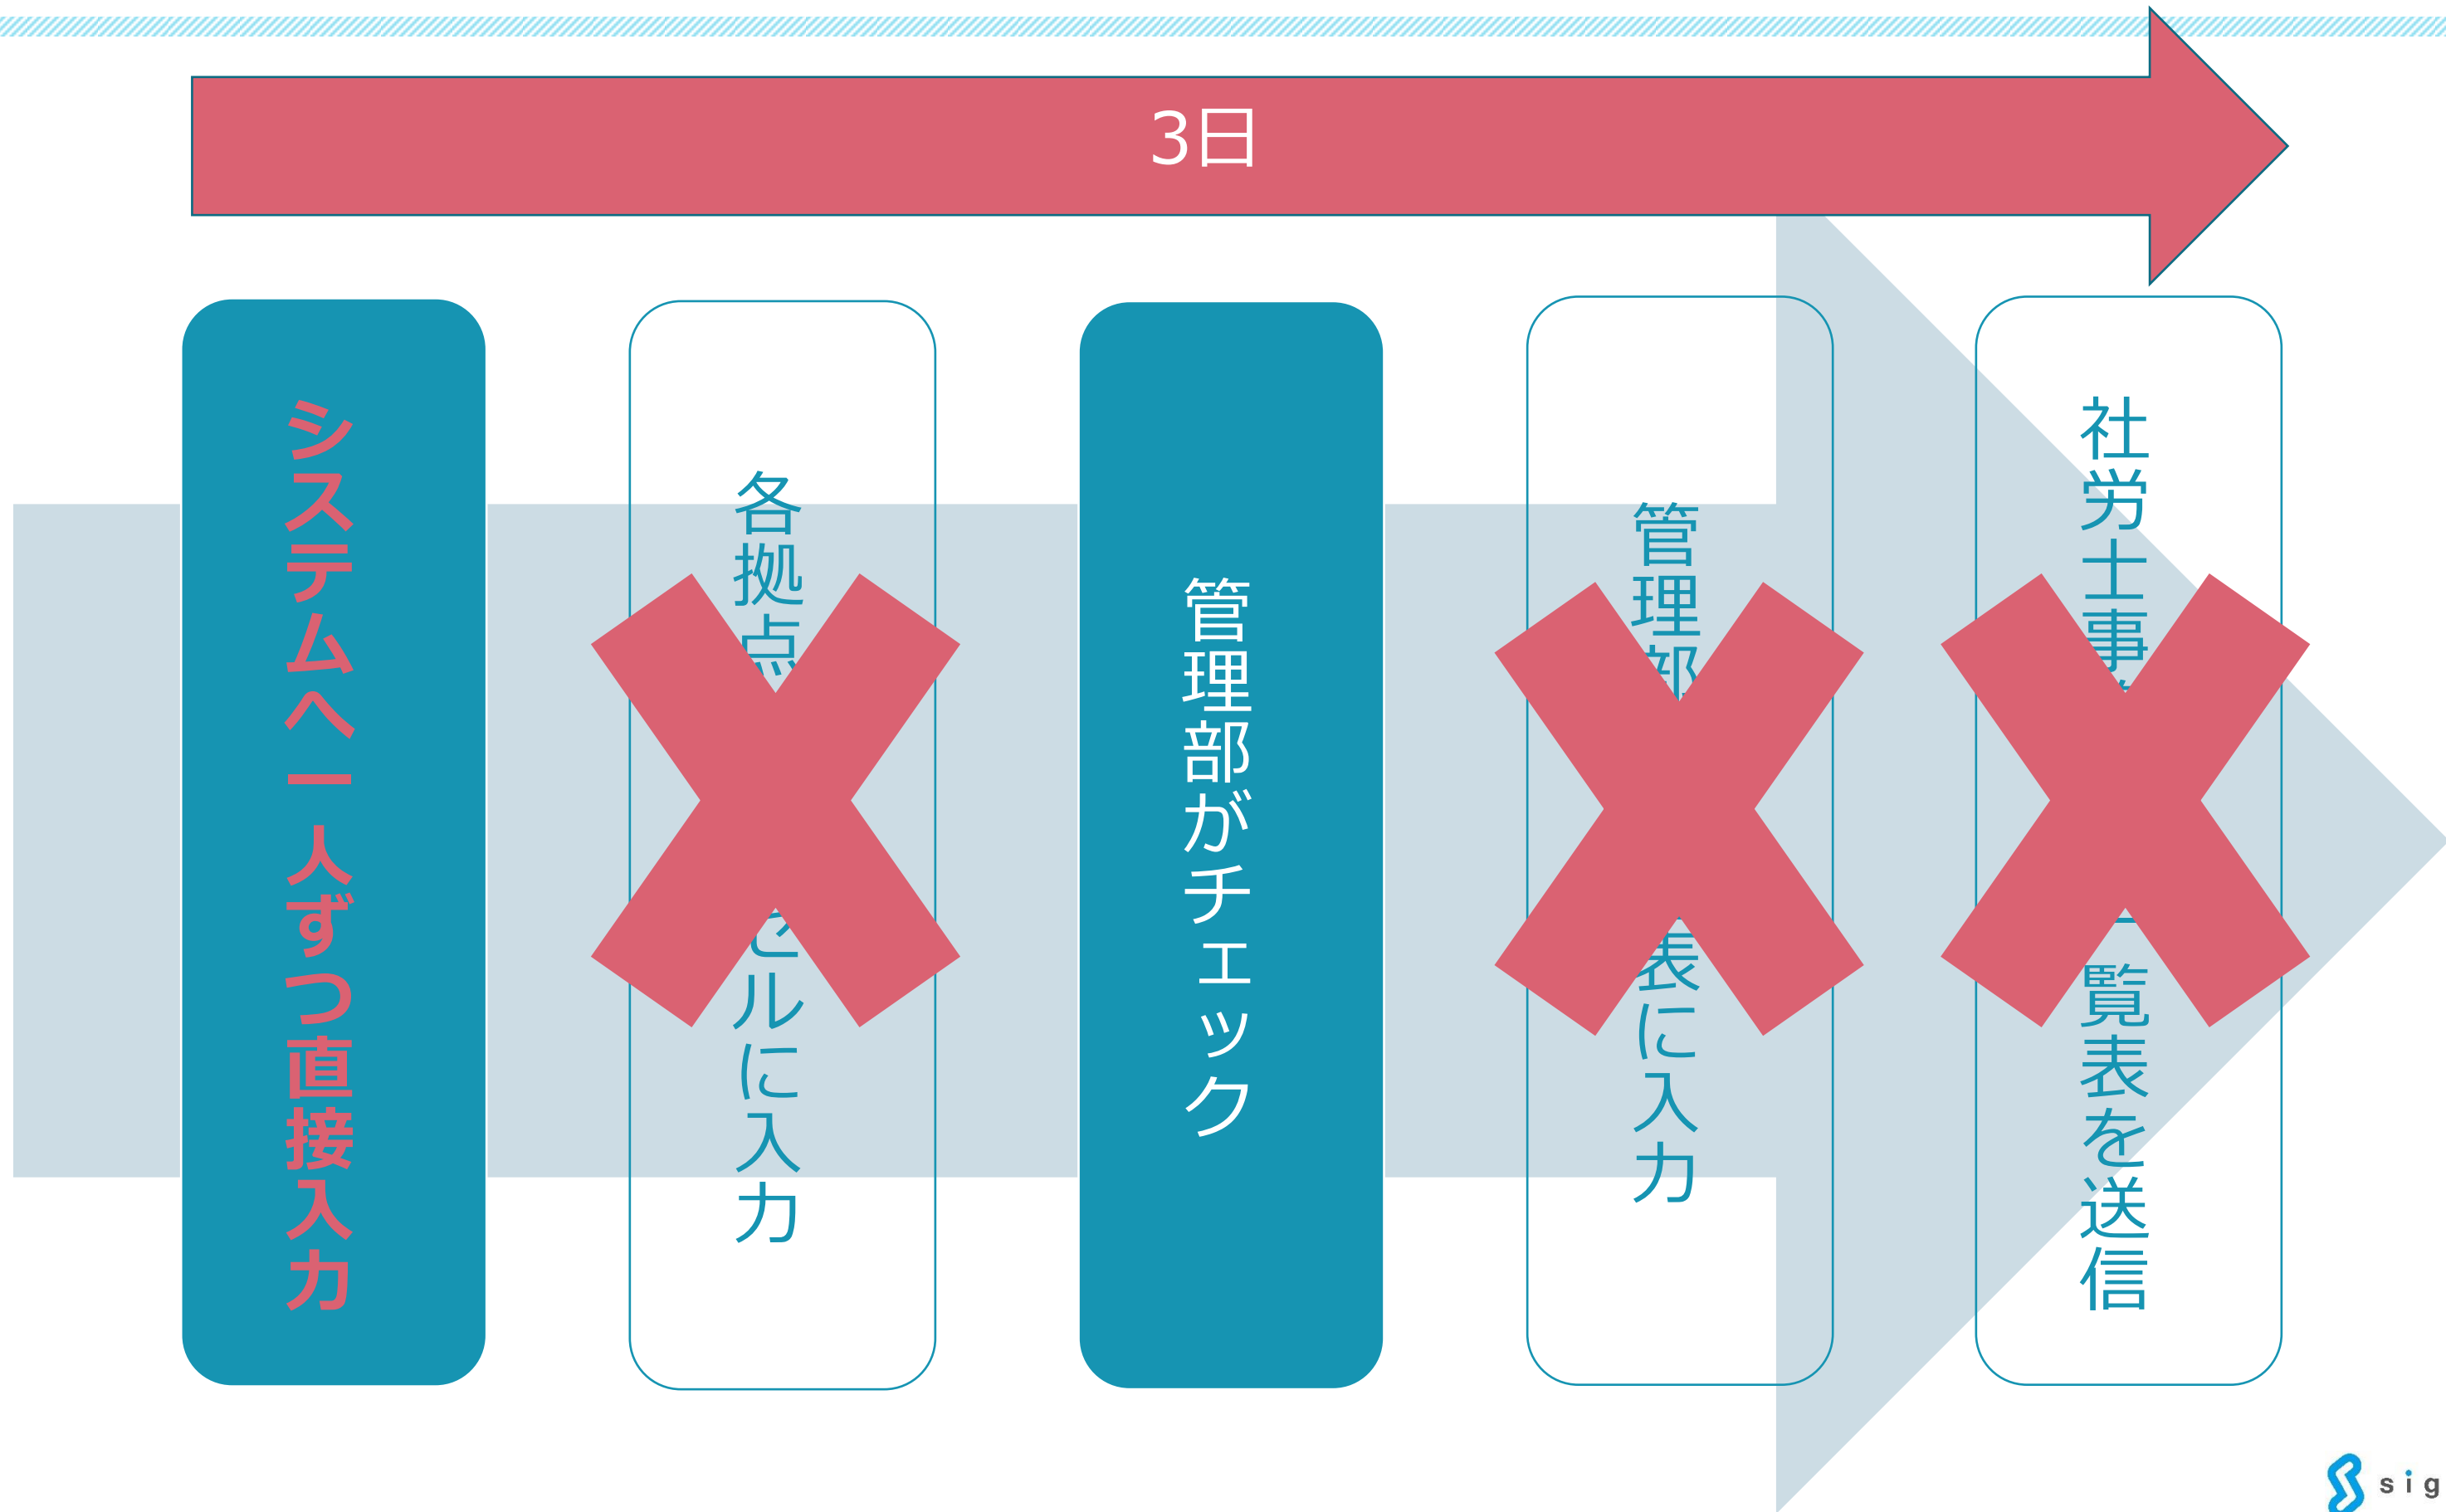 3日
システムへ一人ずつ直接入力
各拠点
ルに入力
管理部がチェック
管理部
表に入力
社労士事
覧表を送信
sig